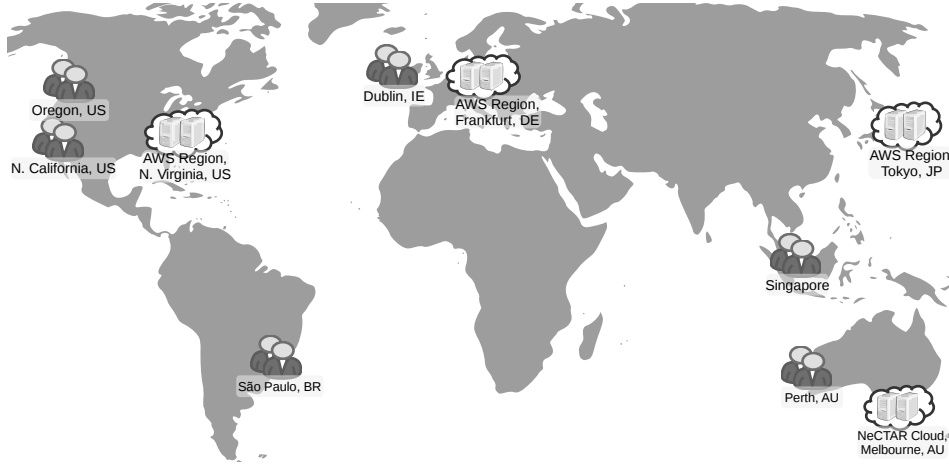 Oregon, US
N. California, US
AWS Region,
N. Virginia, US
Dublin, IE
AWS Region,
Frankfurt, DE
AWS Region
Tokyo, JP
Singapore
São Paulo, BR
Perth, AU
NeCTAR Cloud,
Melbourne, AU